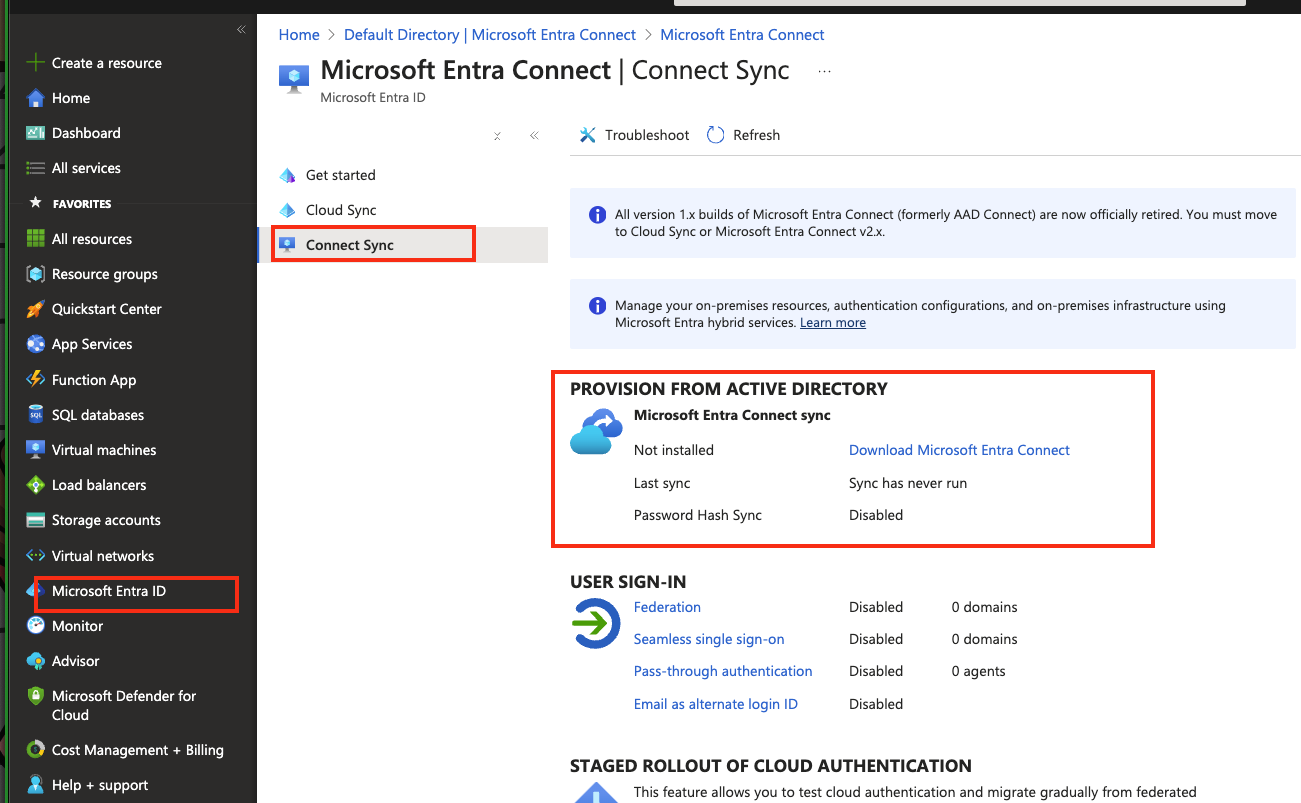 Create a resource
Home
Dashboard
All services
FAVORITES
All resources
Resource groups
Quickstart Center
App Services
Function App
SQL databases
Virtual machines
Load balancers
Storage accounts
Virtual networks
Microsoft Entra ID
Monitor
Advisor
Microsoft Defender for
Cloud
Cost Management + Billing
Help + support
Home > Default Directory | Microsoft Entra Connect > Microsoft Entra Connect
Microsoft Entra Connect | Connect Sync ...
Microsoft Entra ID
Get started
Cloud Sync
Connect Sync
Troubleshoot Refresh
All version 1.x builds of Microsoft Entra Connect (formerly AAD Connect) are now officially retired. You must move
to Cloud Sync or Microsoft Entra Connect v2.x.
Manage your on-premises resources, authentication configurations, and on-premises infrastructure using
Microsoft Entra hybrid services. Learn more
PROVISION FROM ACTIVE DIRECTORY
Microsoft Entra Connect sync
Not installed Download Microsoft Entra Connect
Last sync Sync has never run
Password Hash Sync Disabled
USER SIGN-IN
Federation Disabled 0 domains
Seamless single sign-on Disabled 0 domains
Pass-through authentication Disabled 0 agents
Email as alternate login ID Disabled
STAGED ROLLOUT OF CLOUD AUTHENTICATION
This feature allows you to test cloud authentication and migrate gradually from federated